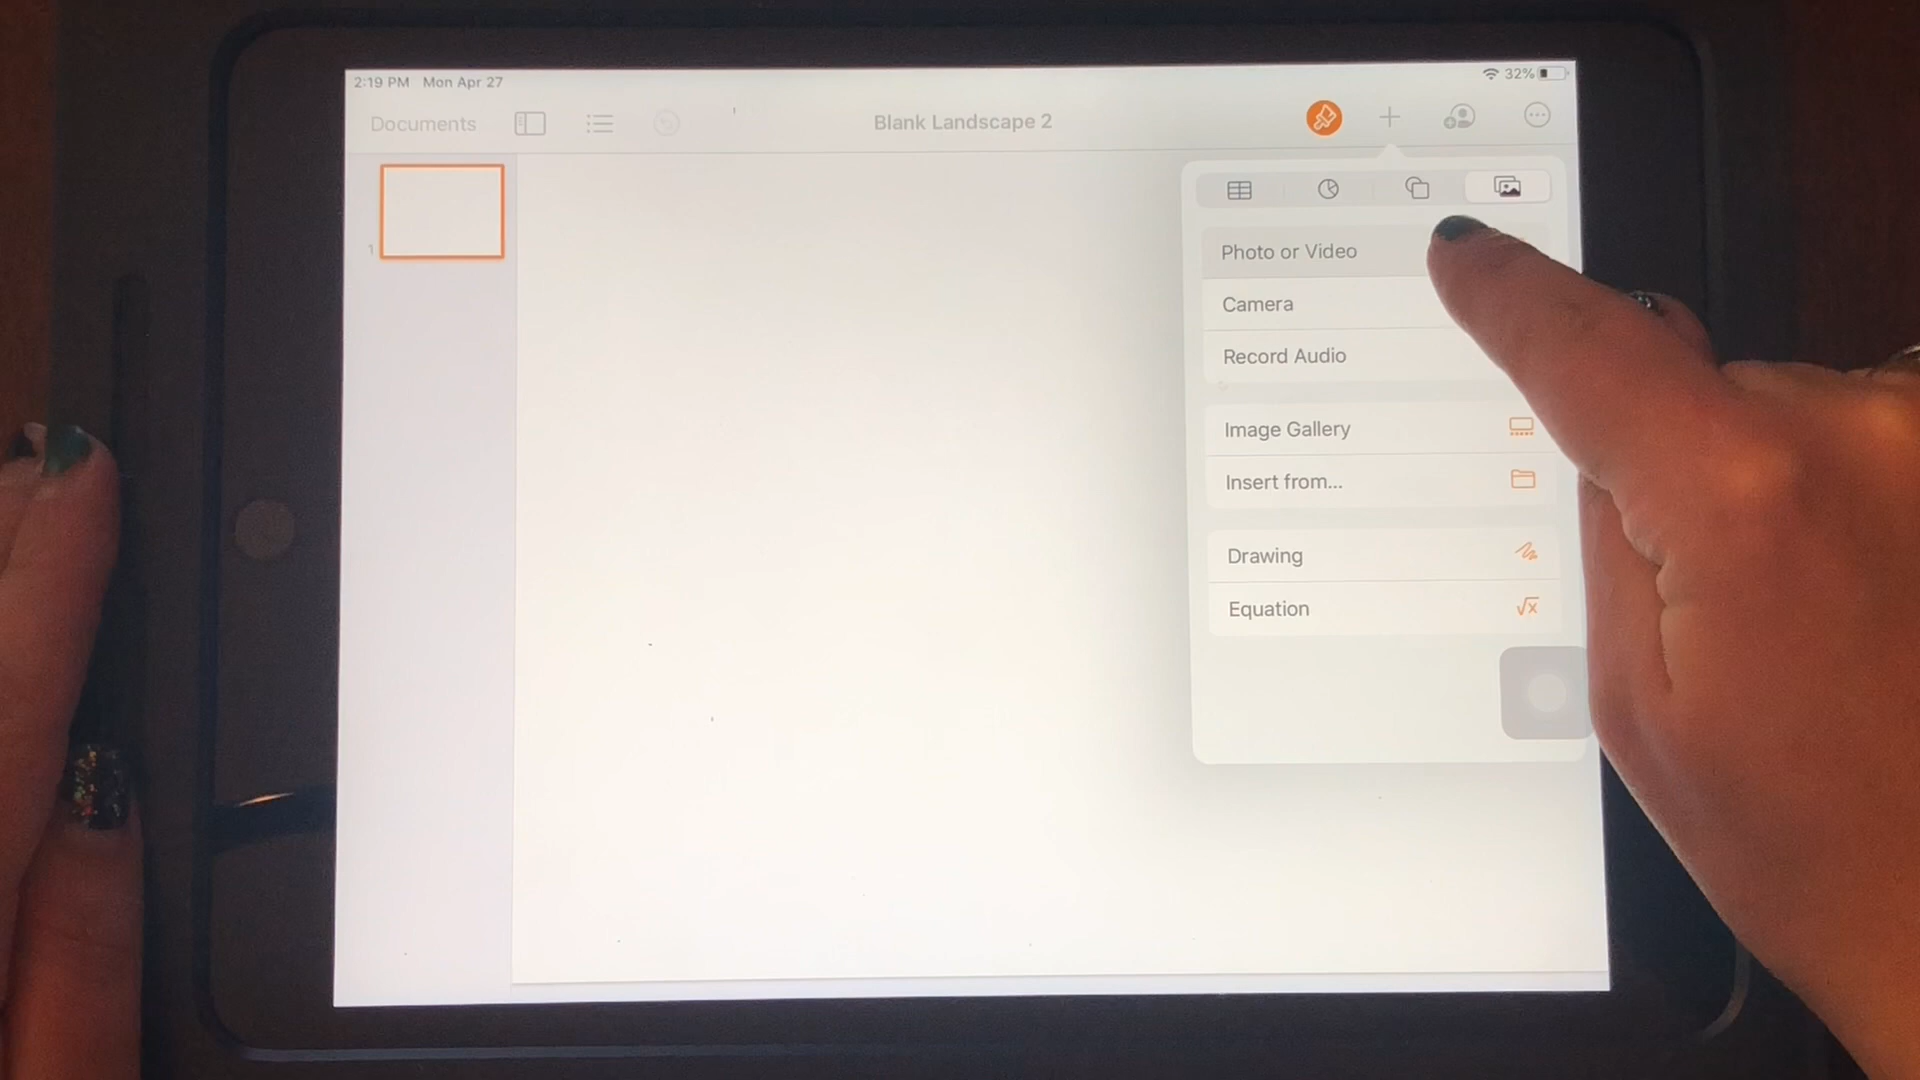 2:19 PM Mon Apr 27
32%
Documents
Blank Landscape 2
1
Photo or Video
Camera
Record Audio
Image Gallery
Insert from...
Drawing
Equation
√x